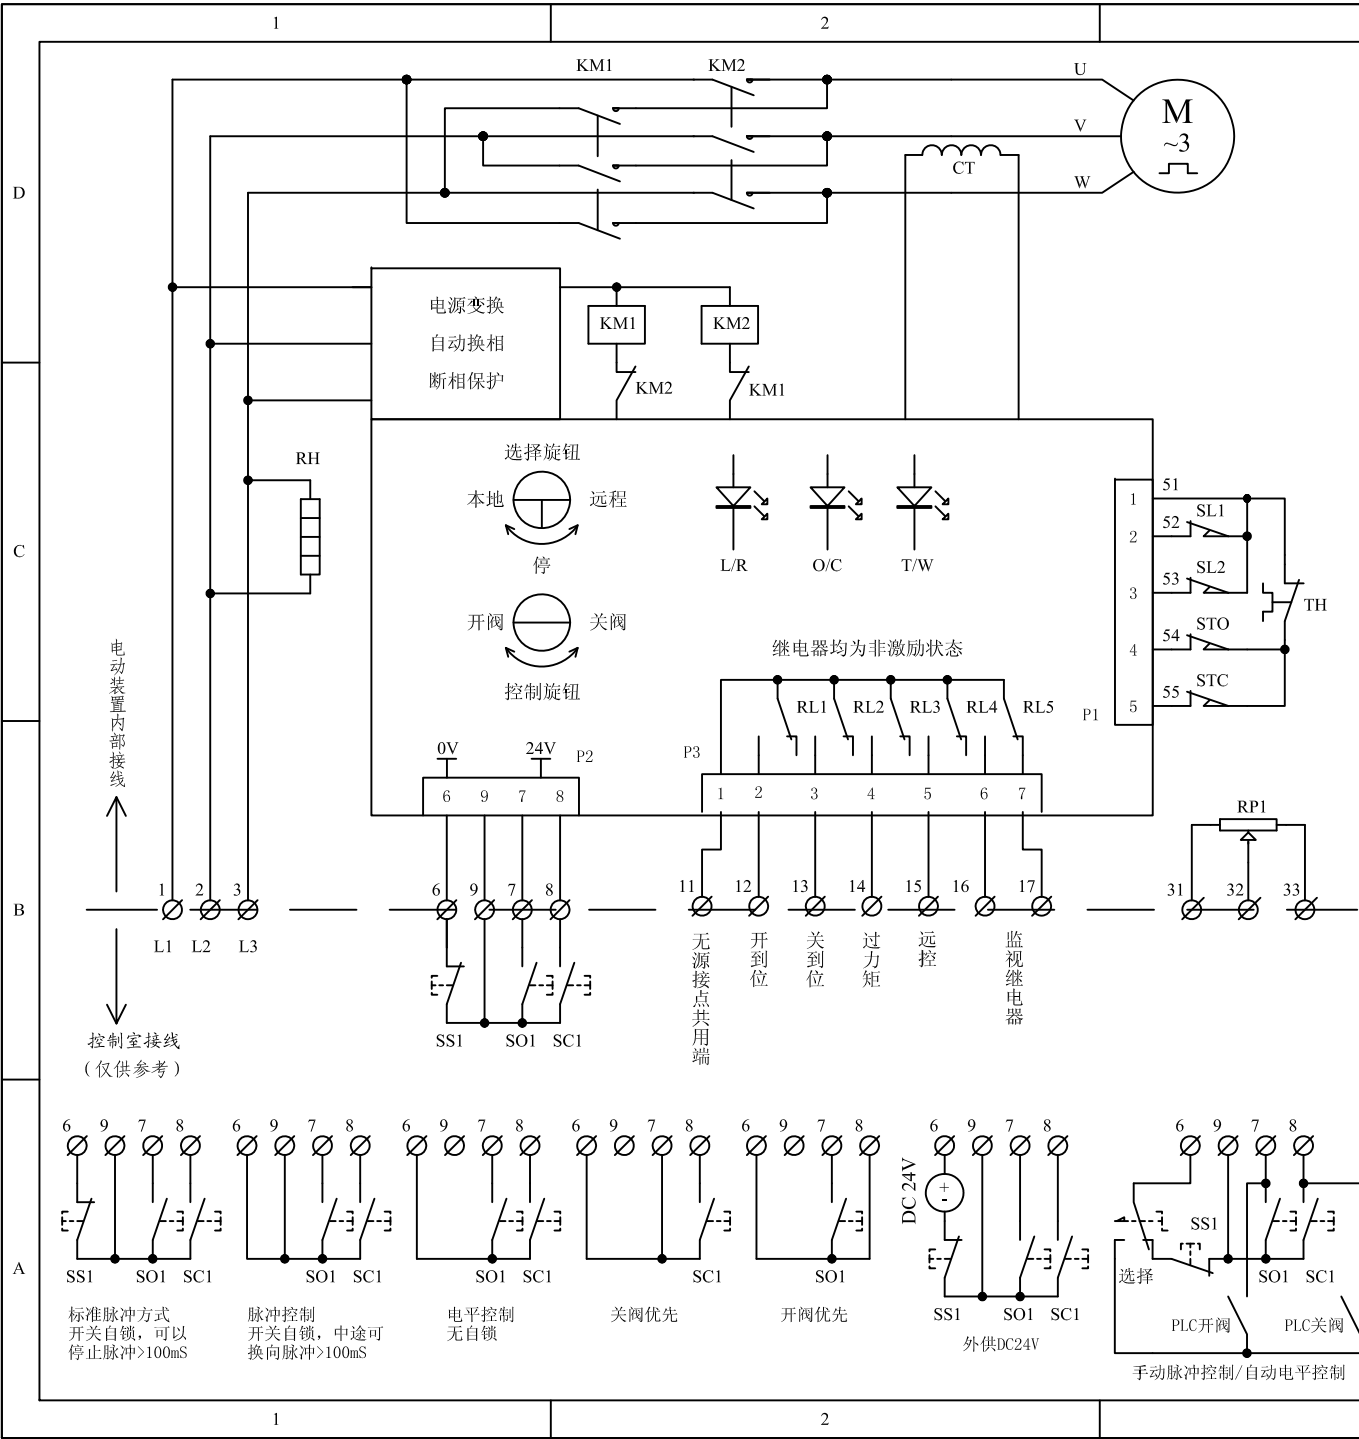 1
2
KM1
KM2
U
M
~3
V
CT
W
D
电源变换
自动换相
断相保护
KM1
KM2
KM2
KM1
选择旋钮
本地
远程
停
RH
L/R
O/C
T/W
开阀
关阀
控制旋钮
C
继电器均为非激励状态
RL1
RL2
RL3
RL4
RL5
1
2
3
4
5
P1
51
52
53
54
55
SL1
SL2
STO
STC
TH
电动装置内部接线
0V
24V
P2
6
9
7
8
P3
1
2
3
4
5
6
7
RP1
B
1
2
3
6
9
7
8
11
12
13
14
15
16
17
31
32
33
L1
L2
L3
无源接点共用端
开到位
关到位
过力矩
远控
监视继电器
SS1
SO1
SC1
控制室接线
(仅供参考)
A
6
9
7
8
SS1
SO1
SC1
标准脉冲方式
开关自锁，可以
停止脉冲>100mS
6
9
7
8
SO1
SC1
脉冲控制
开关自锁，中途可
换向脉冲>100mS
6
9
7
8
SO1
SC1
电平控制
无自锁
6
9
7
8
SC1
关阀优先
6
9
7
8
SO1
开阀优先
6
9
7
8
DC 24V
+
-
SS1
SO1
SC1
外供DC24V
6
9
7
8
SS1
选择
SO1
SC1
PLC开阀
PLC关阀
手动脉冲控制/自动电平控制
1
2